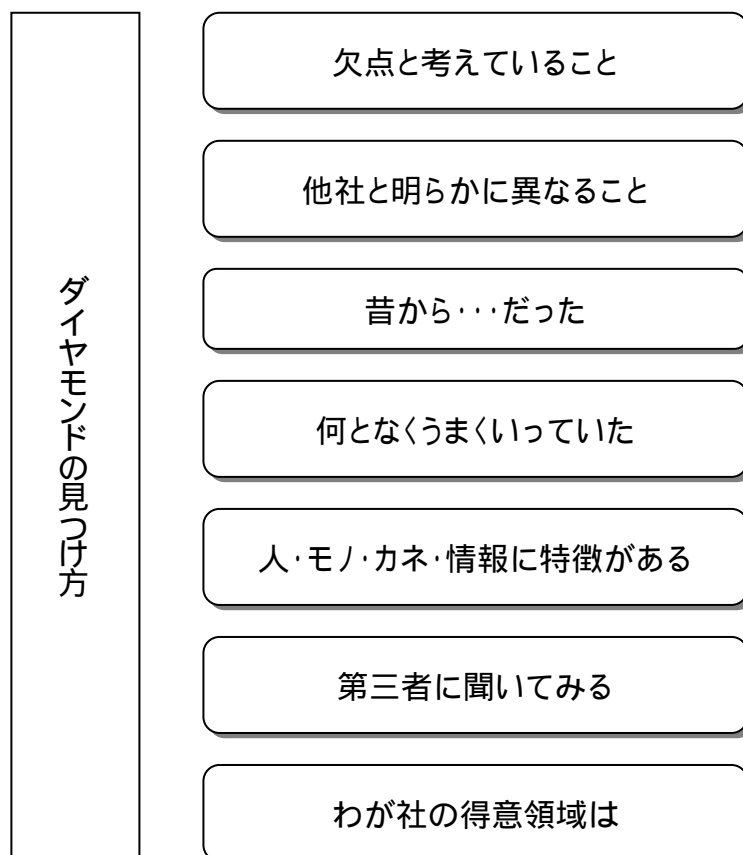 ダイヤモンドの見つけ方
欠点と考えていること
他社と明らかに異なること
昔から・・・だった
何となくうまくいっていた
人・モノ・カネ・情報に特徴がある
第三者に聞いてみる
わが社の得意領域は